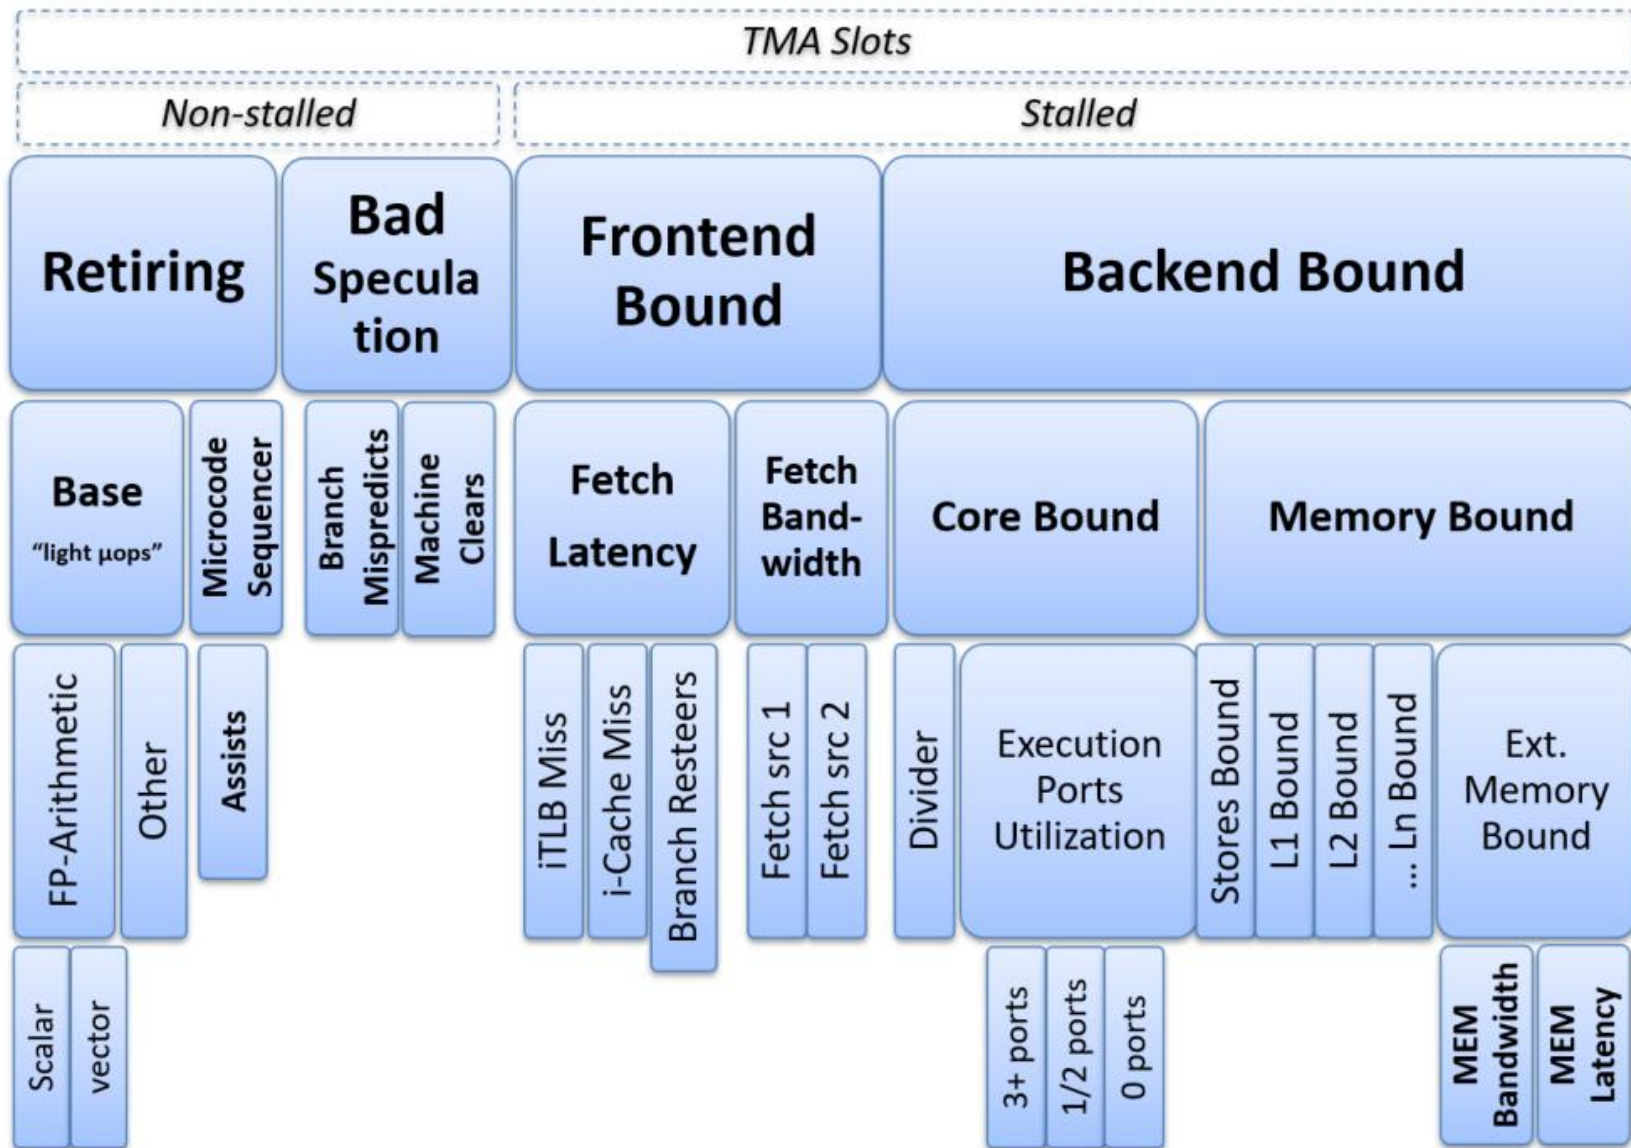 TMA Slots
Non-stalled
Stalled
Retiring
Bad
Specula
tion
Frontend
Bound
Backend Bound
Base
“light μops”
Microcode
Sequencer
Branch
Mispredicts
Machine
Clears
Fetch
Latency
Fetch
Band-
width
Core Bound
Memory Bound
FP-Arithmetic
Other
Assists
iTLB Miss
i-Cache Miss
Branch Resteers
Fetch src 1
Fetch src 2
Divider
Execution
Ports
Utilization
Stores Bound
L1 Bound
L2 Bound
... Ln Bound
Ext.
Memory
Bound
Scalar
vector
3+ ports
1/2 ports
0 ports
MEM
Bandwidth
MEM
Latency